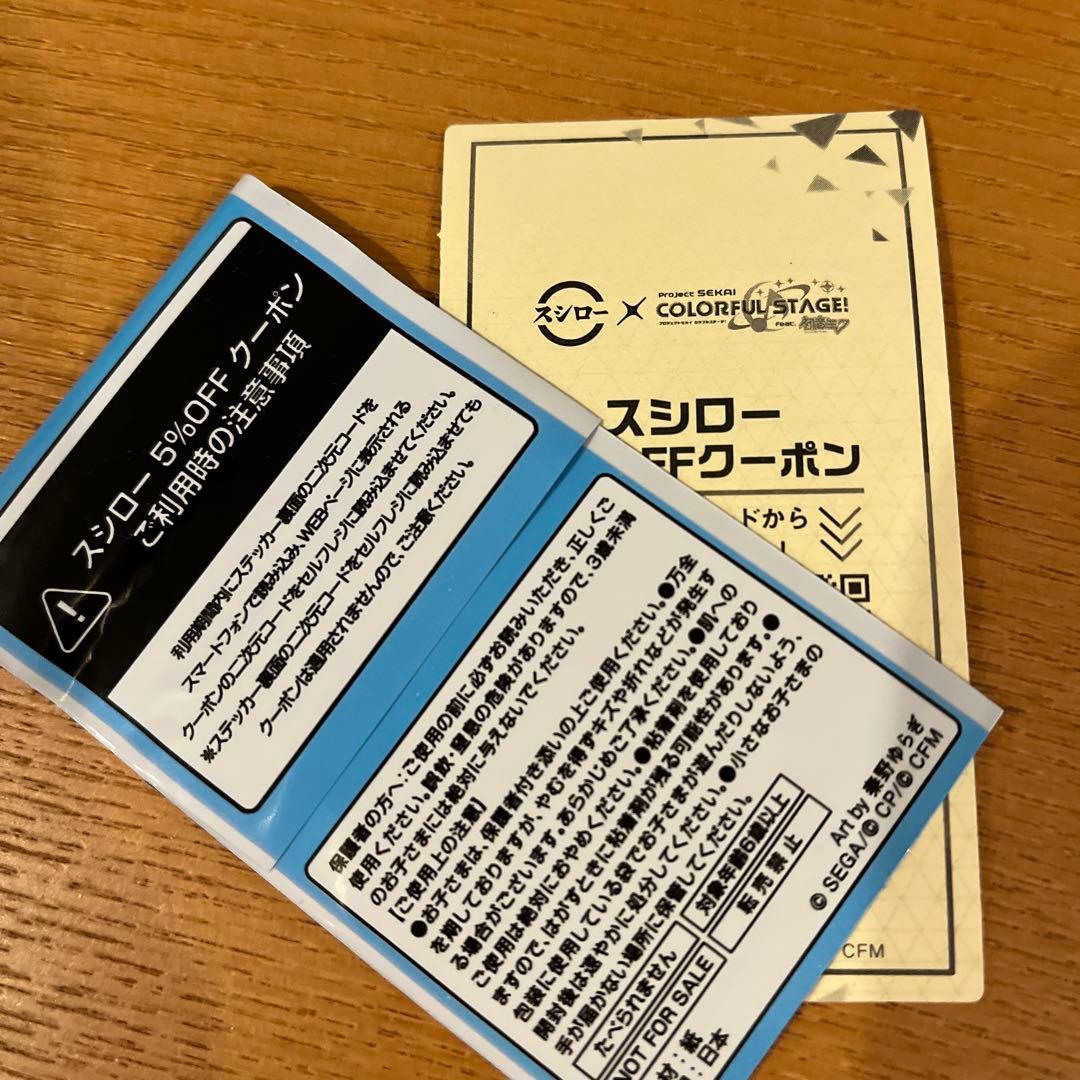 スシロー 5%OFF クーポン
ご利用時の注意事項
利用期間内にステッカー裏面の二次元コードを
スマートフォンで読み込み、WEBページに表示される
クーポンの二次元コードをセルフレジに読み込ませてください。
※ステッカー裏面の二次元コードをセルフレジに読み込ませても
クーポンは適用されませんので、ご注意ください。
保護者の方へ:ご使用の前に必ずお読みいただき、正しくご
使用ください。誤飲・窒息の危険がありますので、3歳未満
のお子さまには絶対に与えないでください。
【ご使用上の注意】
●お子さまは、保護者付き添いの上ご使用ください。●万全
を期しておりますが、やむを得ずキズや折れなどが発生す
る場合がございます。あらかじめご了承ください。●肌への
ご使用は絶対におやめください。●粘着剤を使用しており
ますので、はがすときに粘着剤が残る可能性があります。●
包装に使用している袋でお子さまが遊んだりしないよう、
開封後は速やかに処分してください。●小さなお子さまの
手が届かない場所に保管してください。
たべられません
対象年齢6歳以上
NOT FOR SALE
転売禁止
材:紙
:日本
Art by 秦野ゆうぎ
© SEGA/© CP/© CFM
スシロー
Project SEKAI
COLORFUL STAGE!
プロジェクトセカイ カラフルステージ!
feat. 初音ミク
スシロー
FFクーポン
ドから
CFM